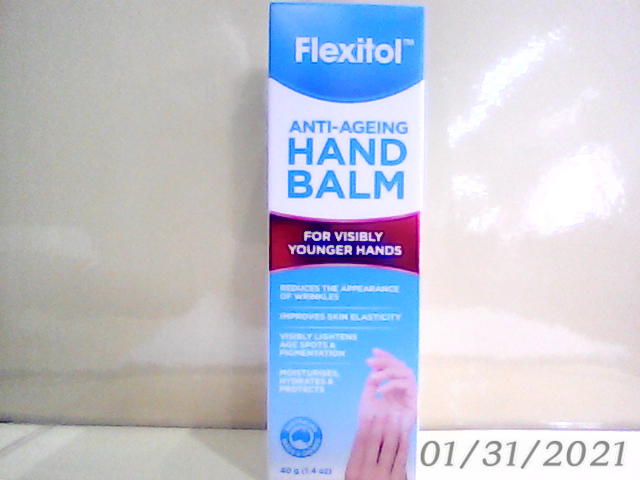 Flexitol™
ANTI-AGEING
HAND
BALM
FOR VISIBLY
YOUNGER HANDS
REDUCES THE APPEARANCE
OF WRINKLES
IMPROVES SKIN ELASTICITY
VISIBLY LIGHTENS
AGE SPOTS &
PIGMENTATION
MOISTURISES,
HYDRATES &
PROTECTS
40 g (1.4 oz)
01/31/2021